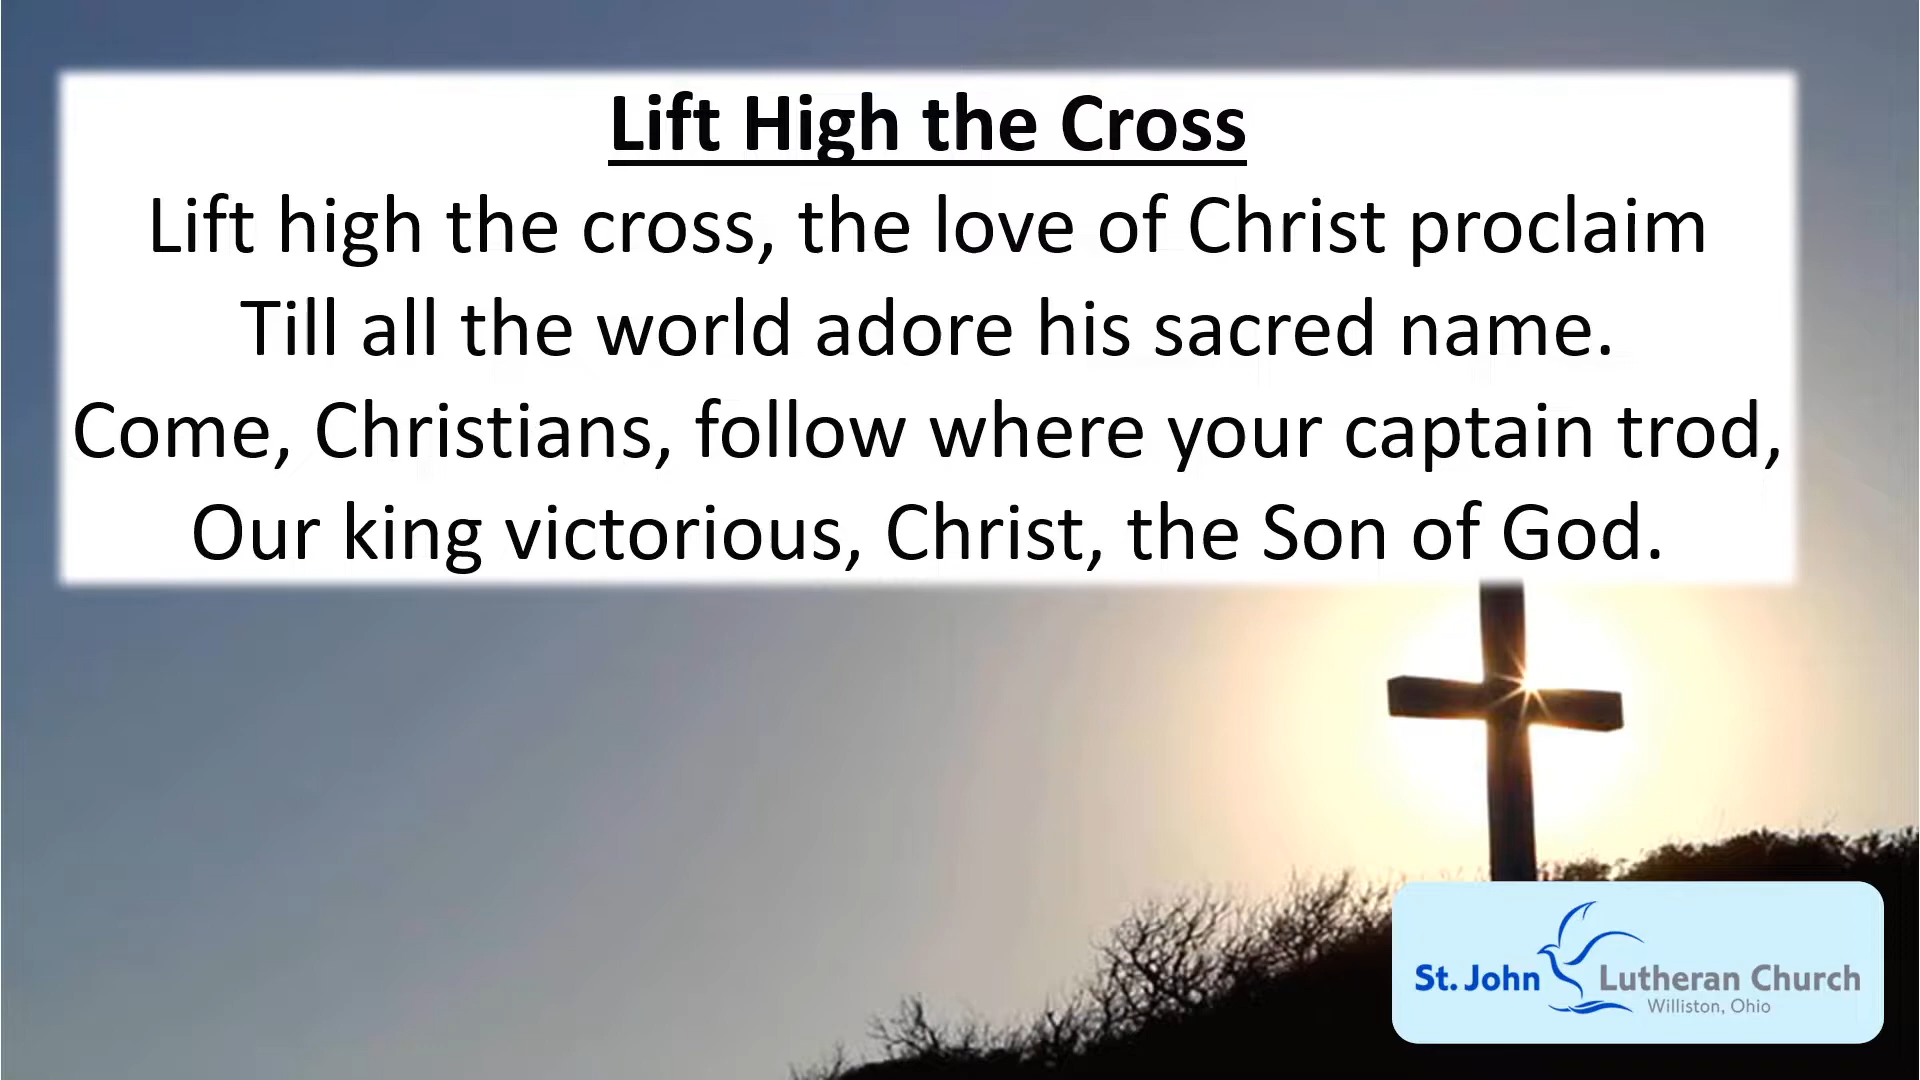 Lift High the Cross
Lift high the cross, the love of Christ proclaim
Till all the world adore his sacred name.
Come, Christians, follow where your captain trod,
Our king victorious, Christ, the Son of God.
St. John Lutheran Church
Williston, Ohio